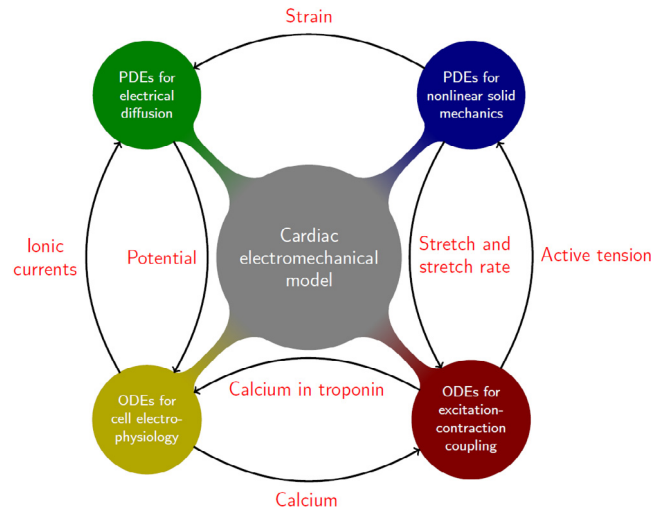 Strain
PDEs for
electrical
diffusion
PDEs for
nonlinear solid
mechanics
Ionic
currents
Potential
Cardiac
electromechanical
model
Stretch and
stretch rate
Active tension
ODEs for
cell electro-
physiology
Calcium in troponin
ODEs for
excitation-
contraction
coupling
Calcium